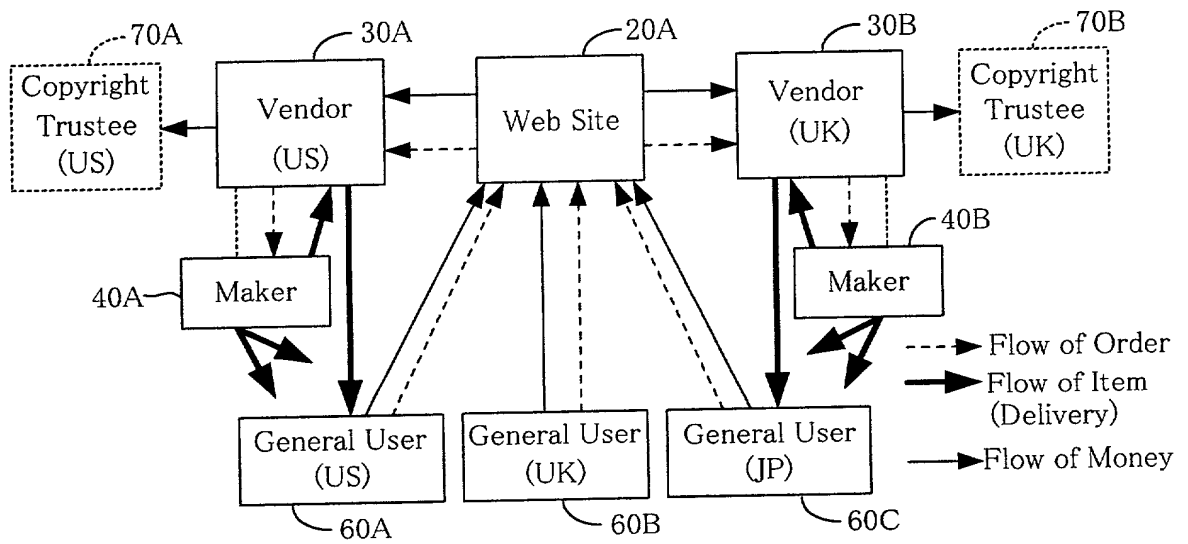 70A
30A
20A
30B
70B
Copyright
Trustee
(US)
Vendor
(US)
Web Site
Vendor
(UK)
Copyright
Trustee
(UK)
40A
Maker
40B
Maker
Flow of Order
Flow of Item
(Delivery)
Flow of Money
General User
(US)
General User
(UK)
General User
(JP)
60A
60B
60C